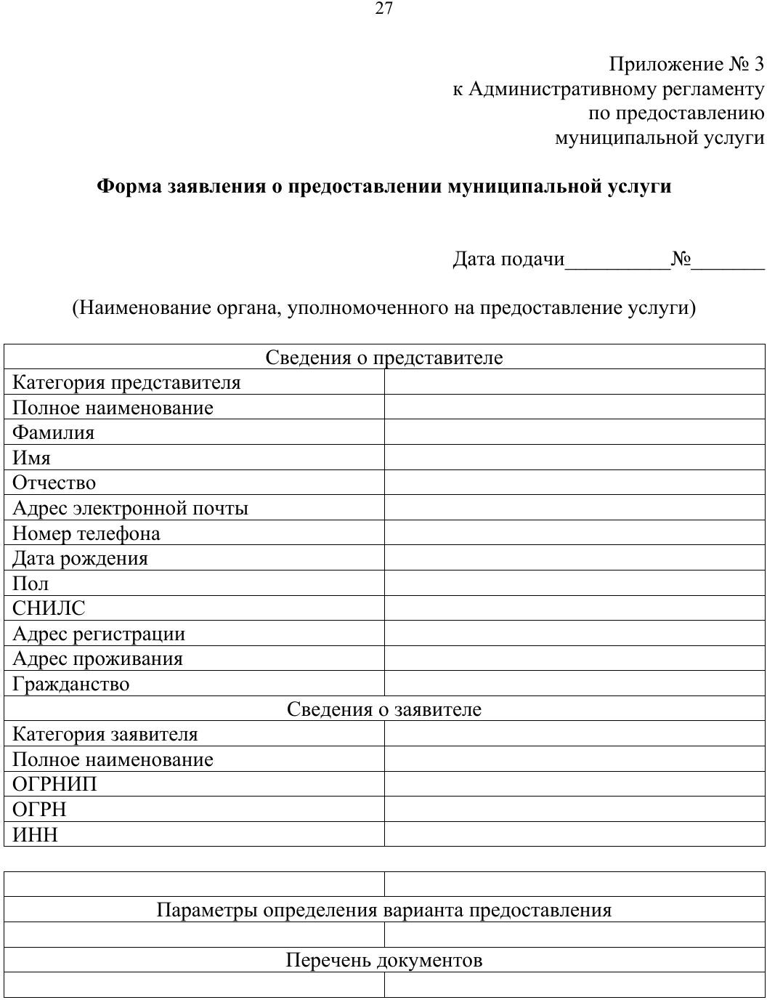 27
Приложение № 3
к Административному регламенту
по предоставлению
муниципальной услуги
Форма заявления о предоставлении муниципальной услуги
Дата подачи__________№_______
(Наименование органа, уполномоченного на предоставление услуги)
Сведения о представителе
Категория представителя
Полное наименование
Фамилия
Имя
Отчество
Адрес электронной почты
Номер телефона
Дата рождения
Пол
СНИЛС
Адрес регистрации
Адрес проживания
Гражданство
Сведения о заявителе
Категория заявителя
Полное наименование
ОГРНИП
ОГРН
ИНН
Параметры определения варианта предоставления
Перечень документов